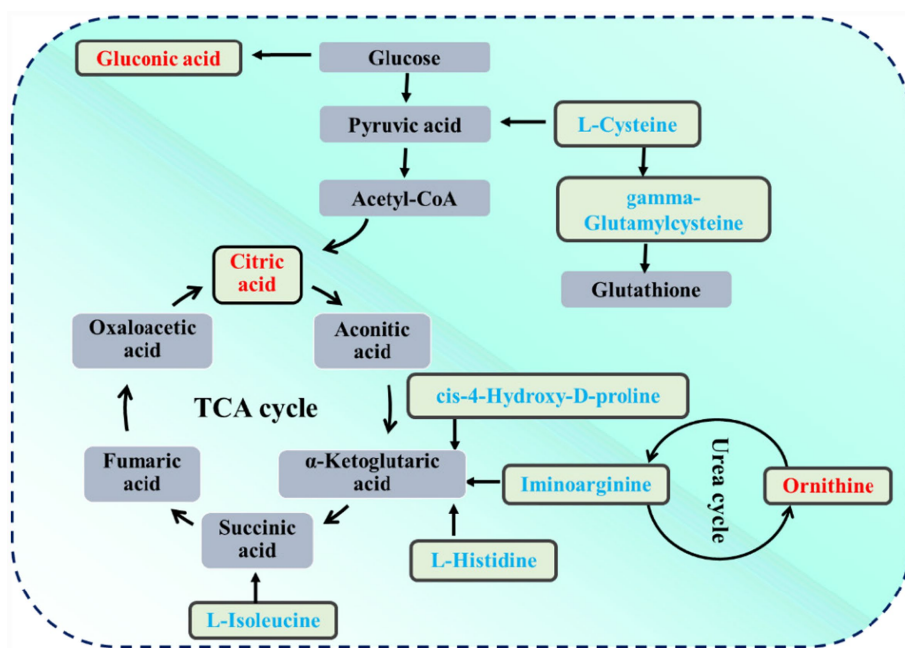 Gluconic acid
Glucose
Pyruvic acid
L-Cysteine
Acetyl-CoA
gamma-
Glutamylcysteine
Citric
acid
Glutathione
Oxaloacetic
acid
Aconitic
acid
TCA cycle
cis-4-Hydroxy-D-proline
Fumaric
acid
α-Ketoglutaric
acid
Iminoarginine
Urea cycle
Ornithine
Succinic
acid
L-Histidine
L-Isoleucine